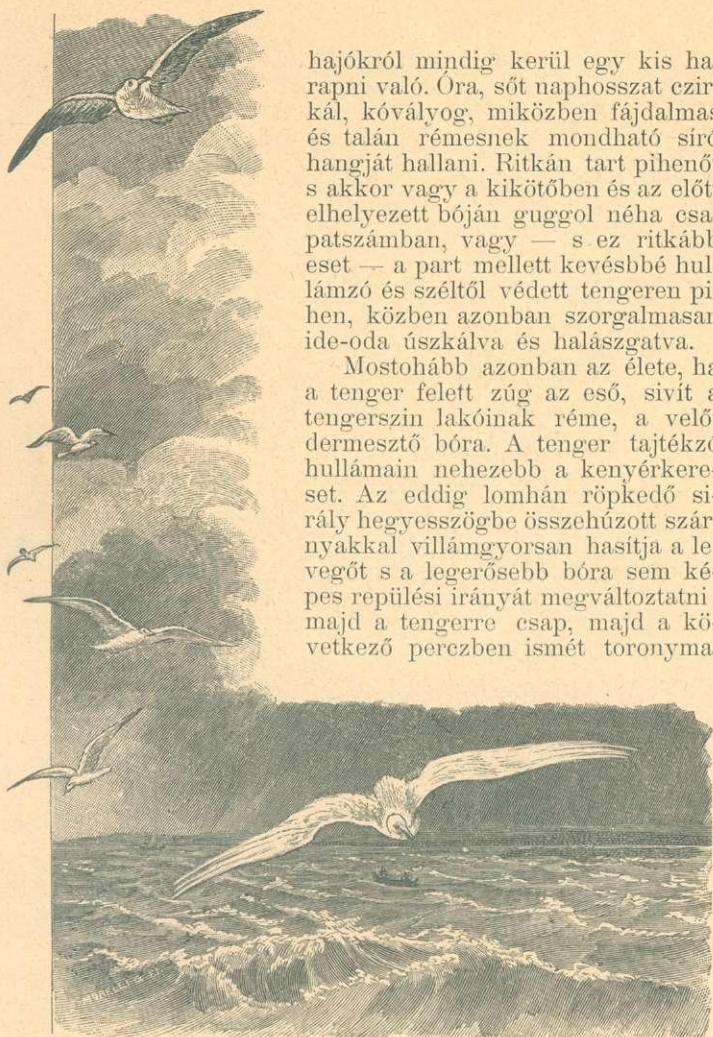 hajókról mindig kerül egy kis ha
rapni való. Óra, sőt naphosszat czir
kál, kóvályog, miközben fájdalmas
és talán rémesnek mondható síró
hangját hallani. Ritkán tart pihenő
s akkor vagy a kikötőben és az előtt
elhelyezett bóján guggol néha csa
patszámban, vagy — s ez ritkább
eset — a part mellett kevésbbé hul
lámzó és széltől védett tengeren pi
hen, közben azonban szorgalmasan
ide-oda úszkálva és halászgatva.
Mostohább azonban az élete, ha
a tenger felett zúg az eső, sivít a
tengerszin lakóinak réme, a velő
dermesztő bóra. A tenger tajtékzó
hullámain nehezebb a kenyérkere
set. Az eddig lomhán röpkedő si
rály hegyesszögbe összehúzott szár
nyakkal villámgyorsan hasítja a le
vegőt s a legerősebb bóra sem ké
pes repülési irányát megváltoztatni
majd a tengerre csap, majd a kö
vetkező perczben ismét toronyma